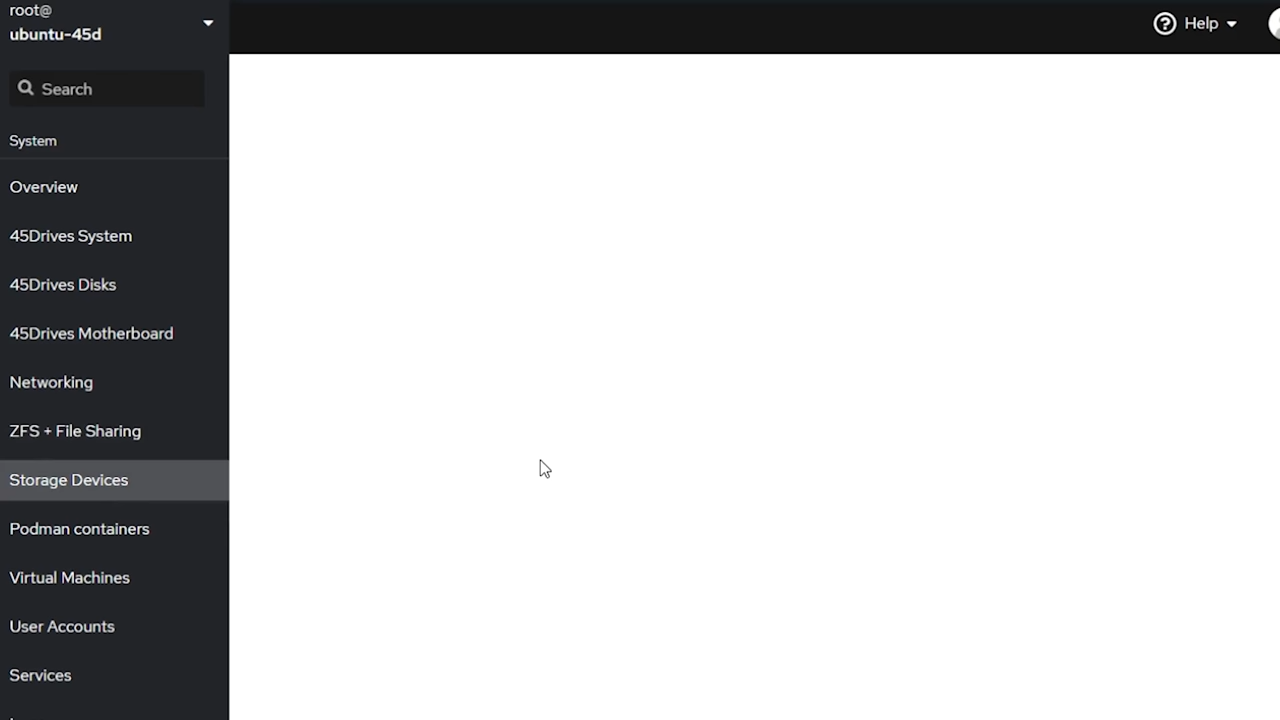 root@
ubuntu-45d
Help
Search
System
Overview
45Drives System
45Drives Disks
45Drives Motherboard
Networking
ZFS + File Sharing
Storage Devices
Podman containers
Virtual Machines
User Accounts
Services